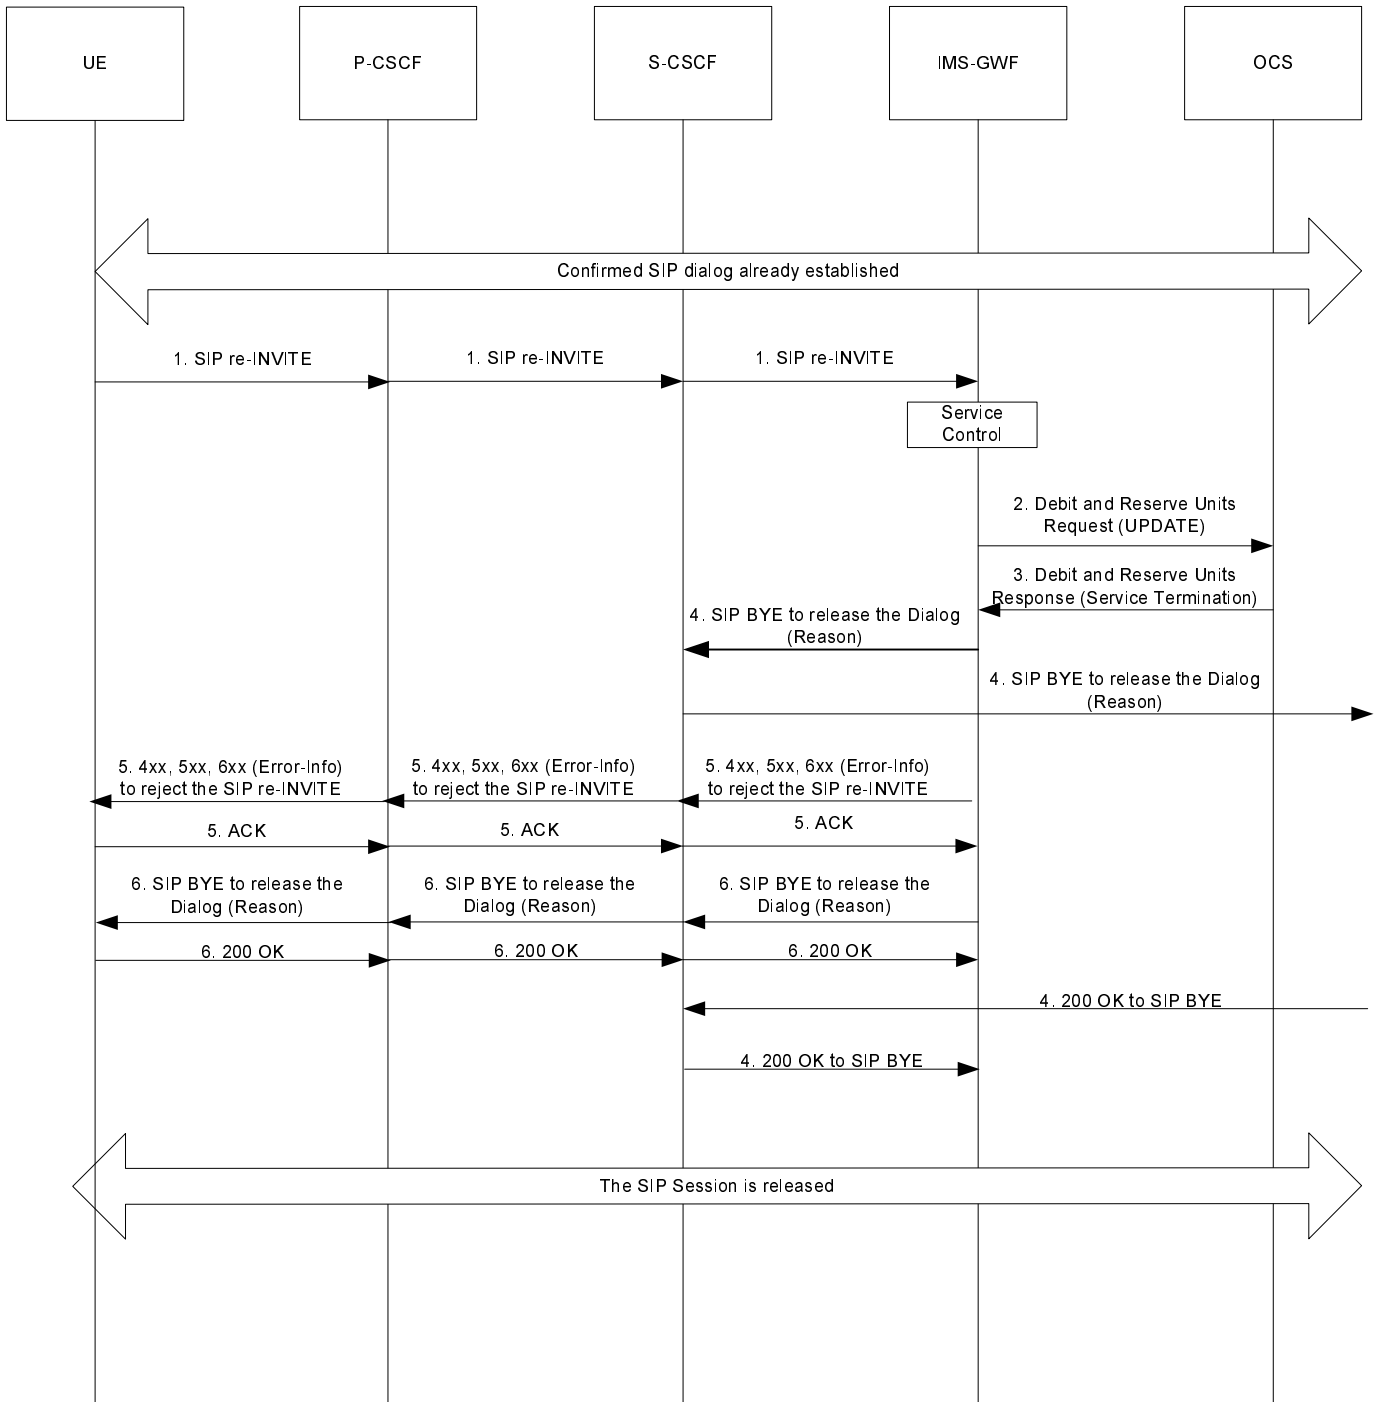 UE
P-CSCF
S-CSCF
IMS-GWF
OCS
Confirmed SIP dialog already established
1. SIP re-INVITE
1. SIP re-INVITE
1. SIP re-INVITE
Service
Control
2. Debit and Reserve Units
Request (UPDATE)
3. Debit and Reserve Units
Response (Service Termination)
4. SIP BYE to release the Dialog
(Reason)
4. SIP BYE to release the Dialog
(Reason)
5. 4xx, 5xx, 6xx (Error-Info)
to reject the SIP re-INVITE
5. 4xx, 5xx, 6xx (Error-Info)
to reject the SIP re-INVITE
5. 4xx, 5xx, 6xx (Error-Info)
to reject the SIP re-INVITE
5. ACK
5. ACK
5. ACK
6. SIP BYE to release the
Dialog (Reason)
6. SIP BYE to release the
Dialog (Reason)
6. SIP BYE to release the
Dialog (Reason)
6. 200 OK
6. 200 OK
6. 200 OK
4. 200 OK to SIP BYE
4. 200 OK to SIP BYE
The SIP Session is released